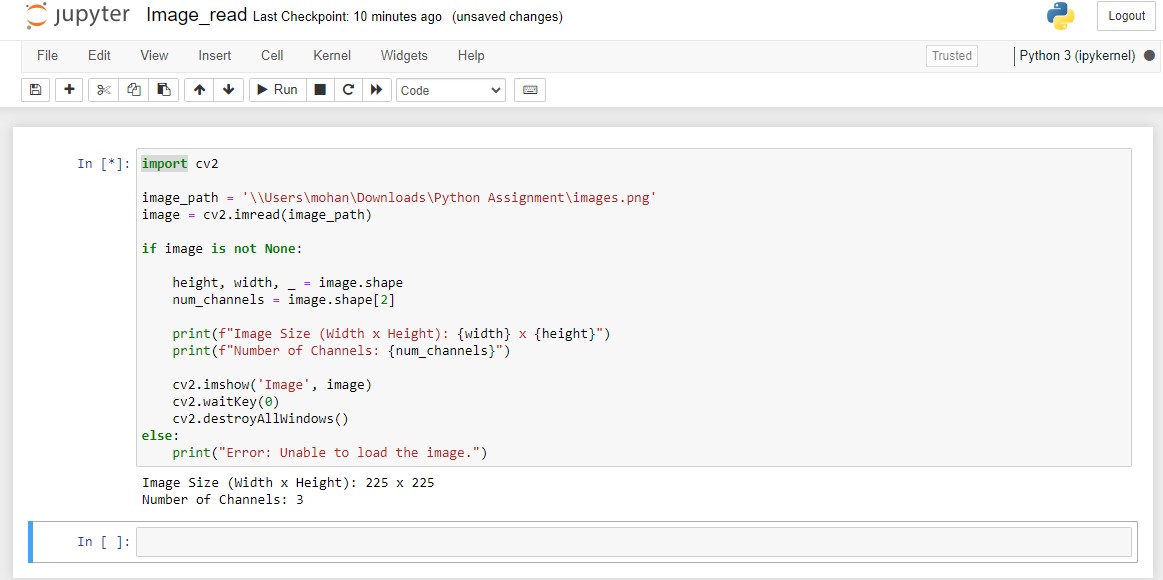 jupyter Image_read Last Checkpoint: 10 minutes ago (unsaved changes) Logout
File Edit View Insert Cell Kernel Widgets Help Trusted Python 3 (ipykernel)
Run Code
In [*]: import cv2
image_path = '\\Users\mohan\Downloads\Python Assignment\images.png'
image = cv2.imread(image_path)
if image is not None:
height, width, _ = image.shape
num_channels = image.shape[2]
print(f"Image Size (Width x Height): {width} x {height}")
print(f"Number of Channels: {num_channels}")
cv2.imshow('Image', image)
cv2.waitKey(0)
cv2.destroyAllWindows()
else:
print("Error: Unable to load the image.")
Image Size (Width x Height): 225 x 225
Number of Channels: 3
In [ ]: